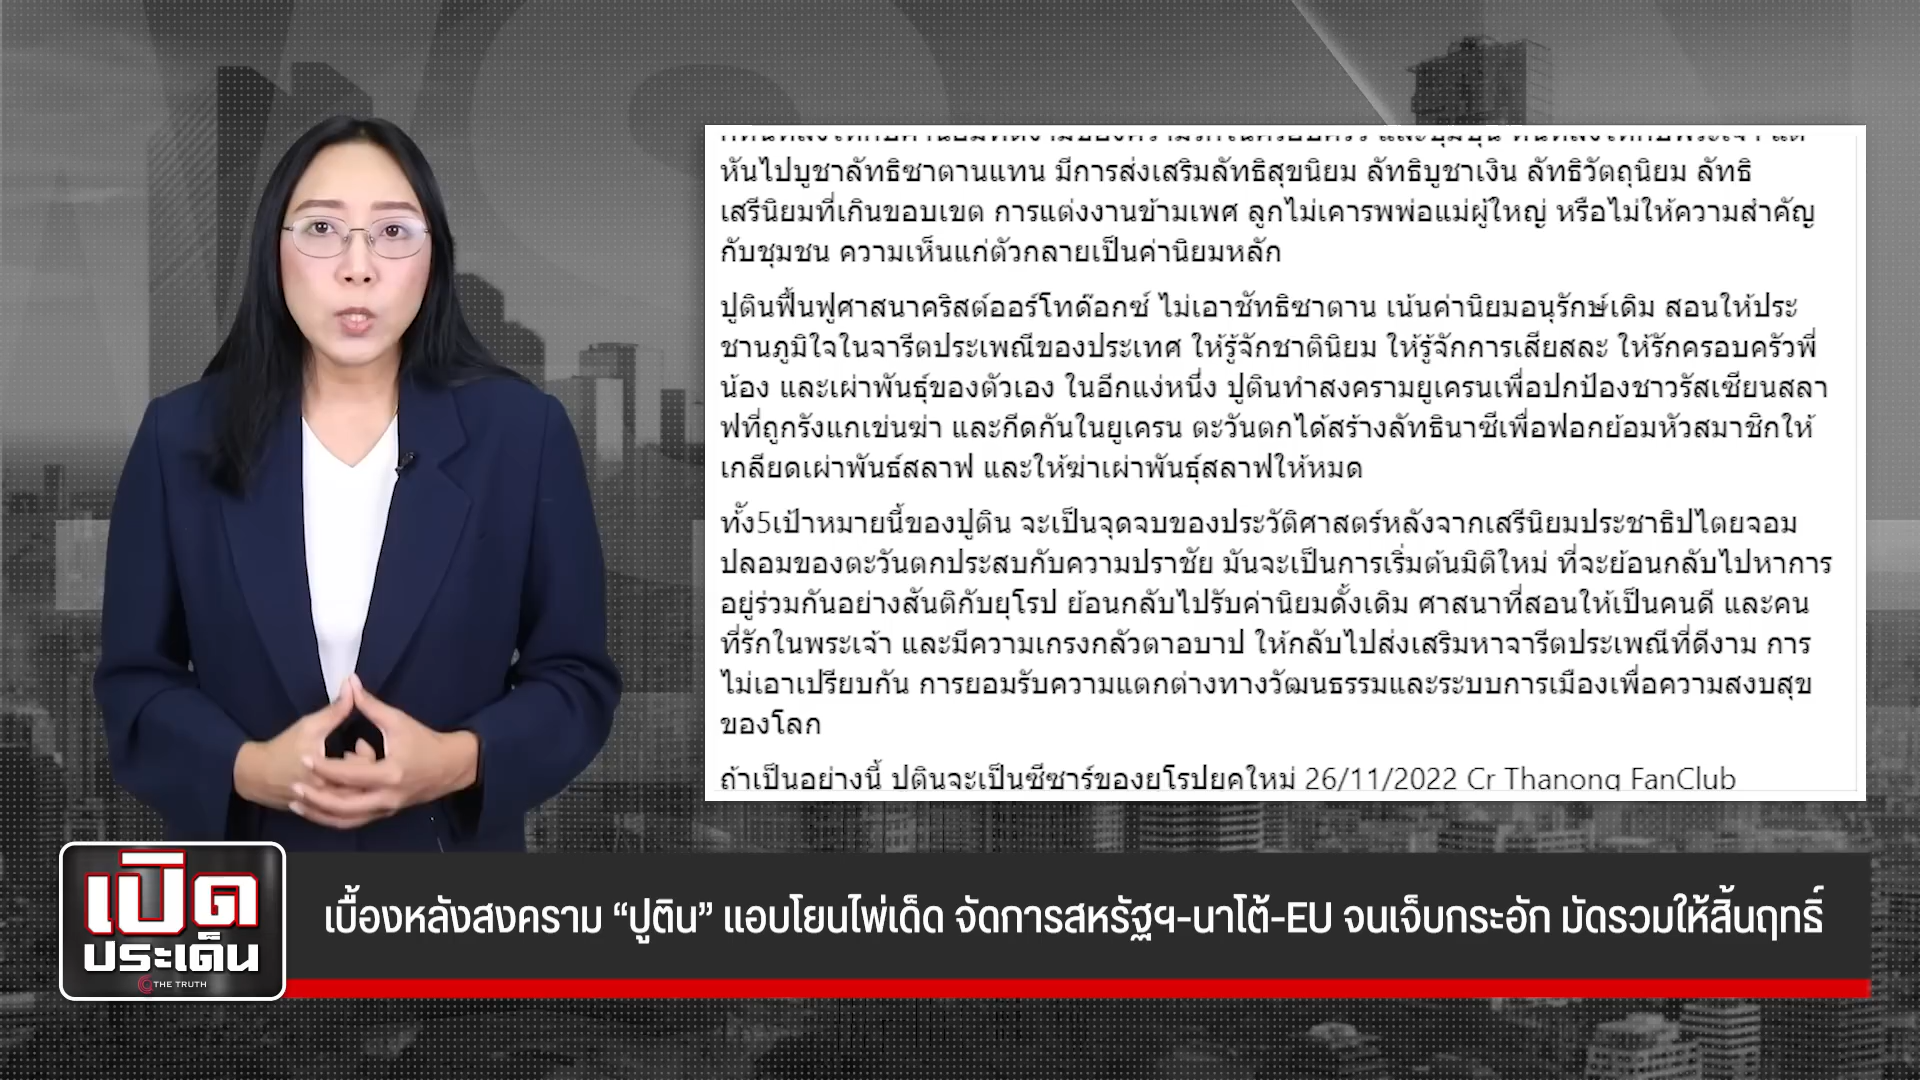 หันไปบูชาลัทธิซาตานแทน มีการส่งเสริมลัทธิสุขนิยม ลัทธิบูชาเงิน ลัทธิวัตถุนิยม ลัทธิ
เสรีนิยมที่เกินขอบเขต การแต่งงานข้ามเพศ ลูกไม่เคารพพ่อแม่ผู้ใหญ่ หรือไม่ให้ความสำคัญ
กับชุมชน ความเห็นแก่ตัวกลายเป็นค่านิยมหลัก
ปูตินฟื้นฟูศาสนาคริสต์ออร์โทด๊อกซ์ ไม่เอาชัทธิซาตาน เน้นค่านิยมอนุรักษ์เดิม สอนให้ประ
ชานภูมิใจในจารีตประเพณีของประเทศ ให้รู้จักชาตินิยม ให้รู้จักการเสียสละ ให้รักครอบครัวพี่
น้อง และเผ่าพันธุ์ของตัวเอง ในอีกแง่หนึ่ง ปูตินทำสงครามยูเครนเพื่อปกป้องชาวรัสเซียนสลา
ฟที่ถูกรังแกเข่นฆ่า และกีดกันในยูเครน ตะวันตกได้สร้างลัทธินาซีเพื่อฟอกย้อมหัวสมาชิกให้
เกลียดเผ่าพันธ์สลาฟ และให้ฆ่าเผ่าพันธุ์สลาฟให้หมด
ทั้ง5เป้าหมายนี้ของปูติน จะเป็นจุดจบของประวัติศาสตร์หลังจากเสรีนิยมประชาธิปไตยจอม
ปลอมของตะวันตกประสบกับความปราชัย มันจะเป็นการเริ่มต้นมิติใหม่ ที่จะย้อนกลับไปหาการ
อยู่ร่วมกันอย่างสันติกับยุโรป ย้อนกลับไปรับค่านิยมดั้งเดิม ศาสนาที่สอนให้เป็นคนดี และคน
ที่รักในพระเจ้า และมีความเกรงกลัวตาอบาป ให้กลับไปส่งเสริมหาจารีตประเพณีที่ดีงาม การ
ไม่เอาเปรียบกัน การยอมรับความแตกต่างทางวัฒนธรรมและระบบการเมืองเพื่อความสงบสุข
ของโลก
ถ้าเป็นอย่างนี้ ปูตินจะเป็นซีซาร์ของยุโรปยุคใหม่ 26/11/2022 Cr Thanong FanClub
เปิด
ประเด็น
THE TRUTH
เบื้องหลังสงคราม “ปูติน” แอบโยนไพ่เด็ด จัดการสหรัฐฯ-นาโต้-EU จนเจ็บกระอัก มัดรวมให้สิ้นฤทธิ์